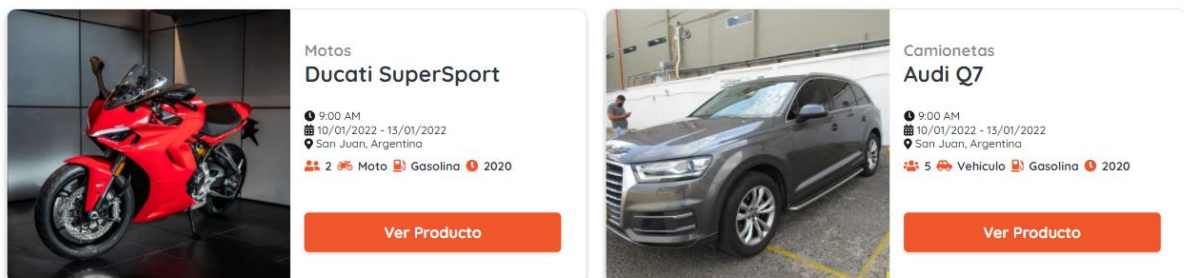 Motos
Ducati SuperSport
9:00 AM
10/01/2022 - 13/01/2022
San Juan, Argentina
2 Moto Gasolina 2020
Ver Producto
Camionetas
Audi Q7
9:00 AM
10/01/2022 - 13/01/2022
San Juan, Argentina
5 Vehiculo Gasolina 2020
Ver Producto